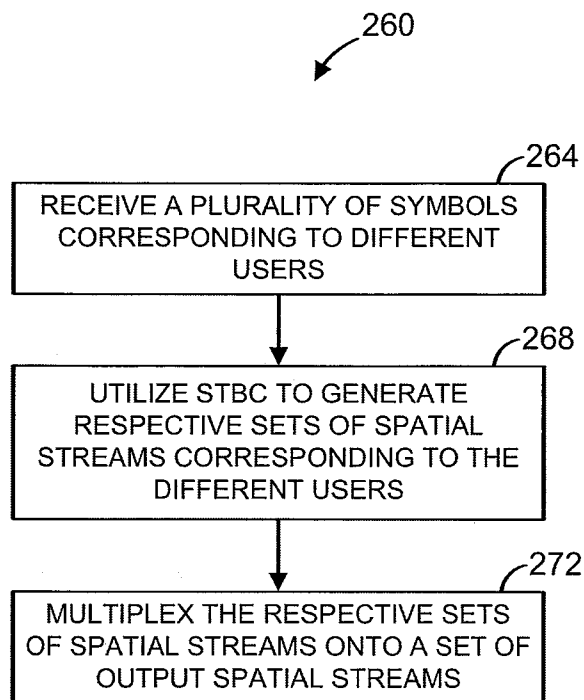 260
264
RECEIVE A PLURALITY OF SYMBOLS
CORRESPONDING TO DIFFERENT
USERS
268
UTILIZE STBC TO GENERATE
RESPECTIVE SETS OF SPATIAL
STREAMS CORRESPONDING TO THE
DIFFERENT USERS
272
MULTIPLEX THE RESPECTIVE SETS
OF SPATIAL STREAMS ONTO A SET OF
OUTPUT SPATIAL STREAMS